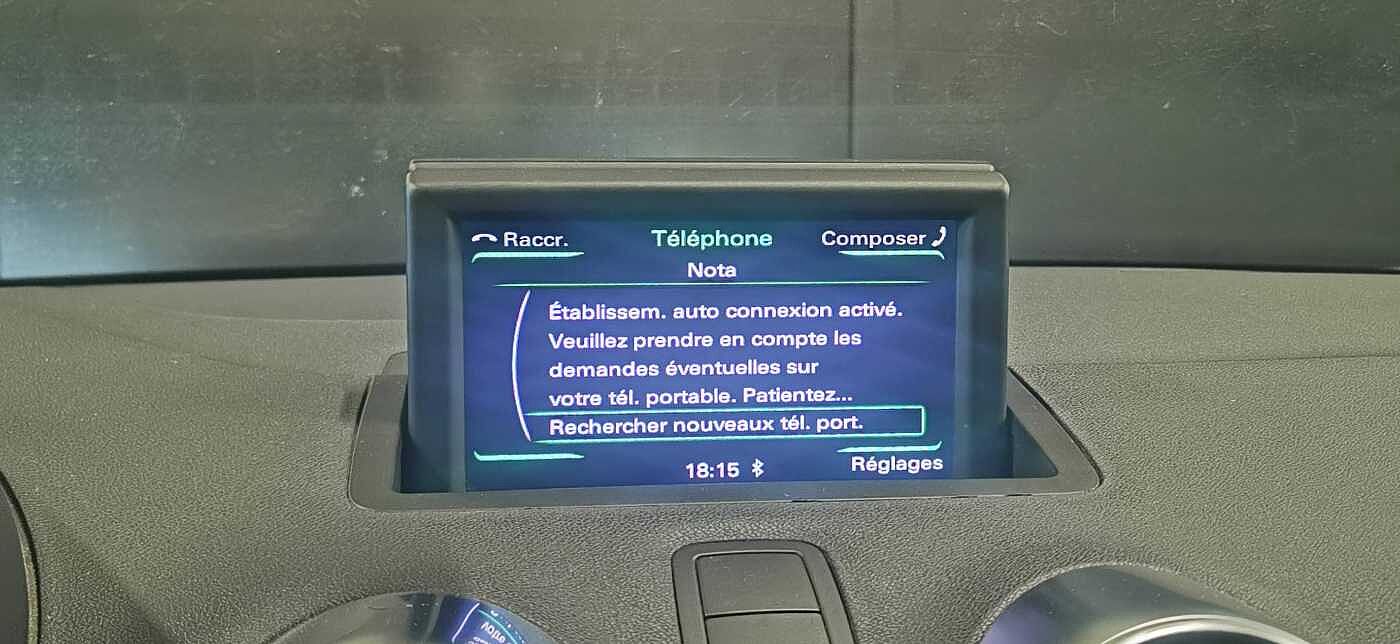 Raccr. Téléphone Composer
Nota
Établissem. auto connexion activé.
Veuillez prendre en compte les
demandes éventuelles sur
votre tél. portable. Patientez...
Rechercher nouveaux tél. port.
18:15 Réglages